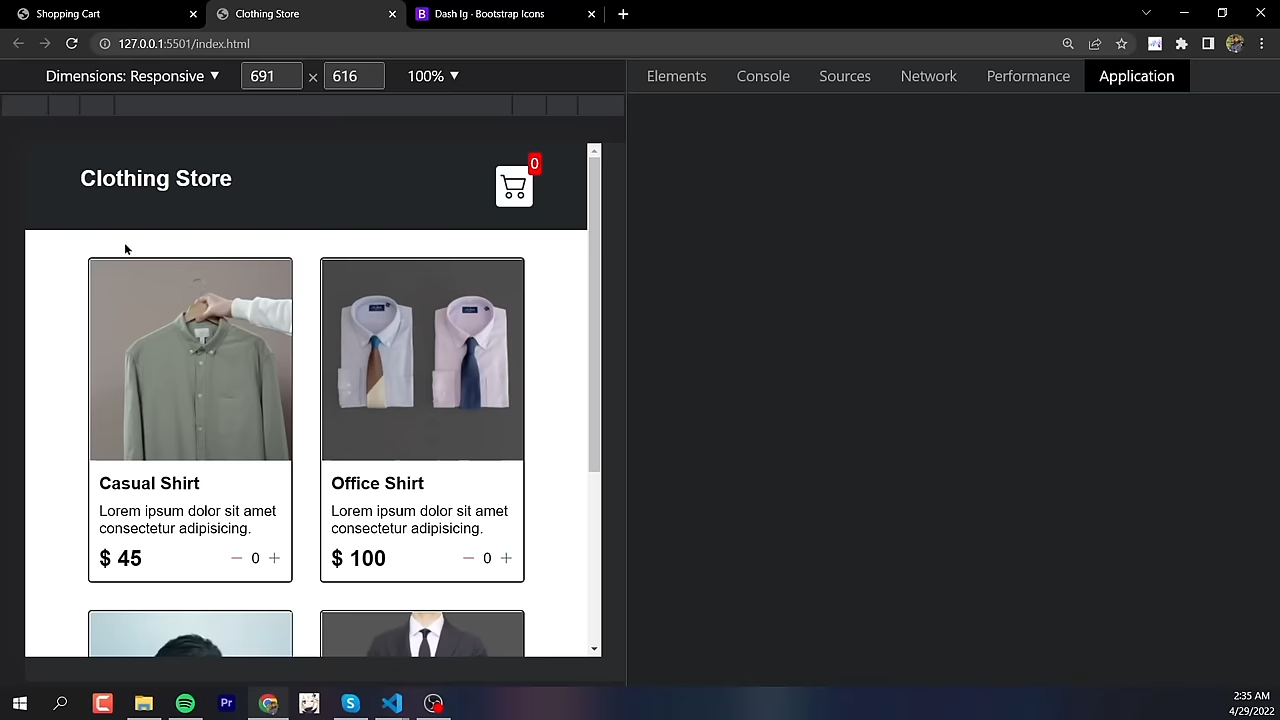 Shopping Cart
Clothing Store
Dash lg · Bootstrap Icons
127.0.0.1:5501/index.html
Dimensions: Responsive
691
×
616
100%
Elements
Console
Sources
Network
Performance
Application
Clothing Store
0
Casual Shirt
Lorem ipsum dolor sit amet
consectetur adipisicing.
$ 45
0
Office Shirt
Lorem ipsum dolor sit amet
consectetur adipisicing.
$ 100
0
2:35 AM
4/29/2022